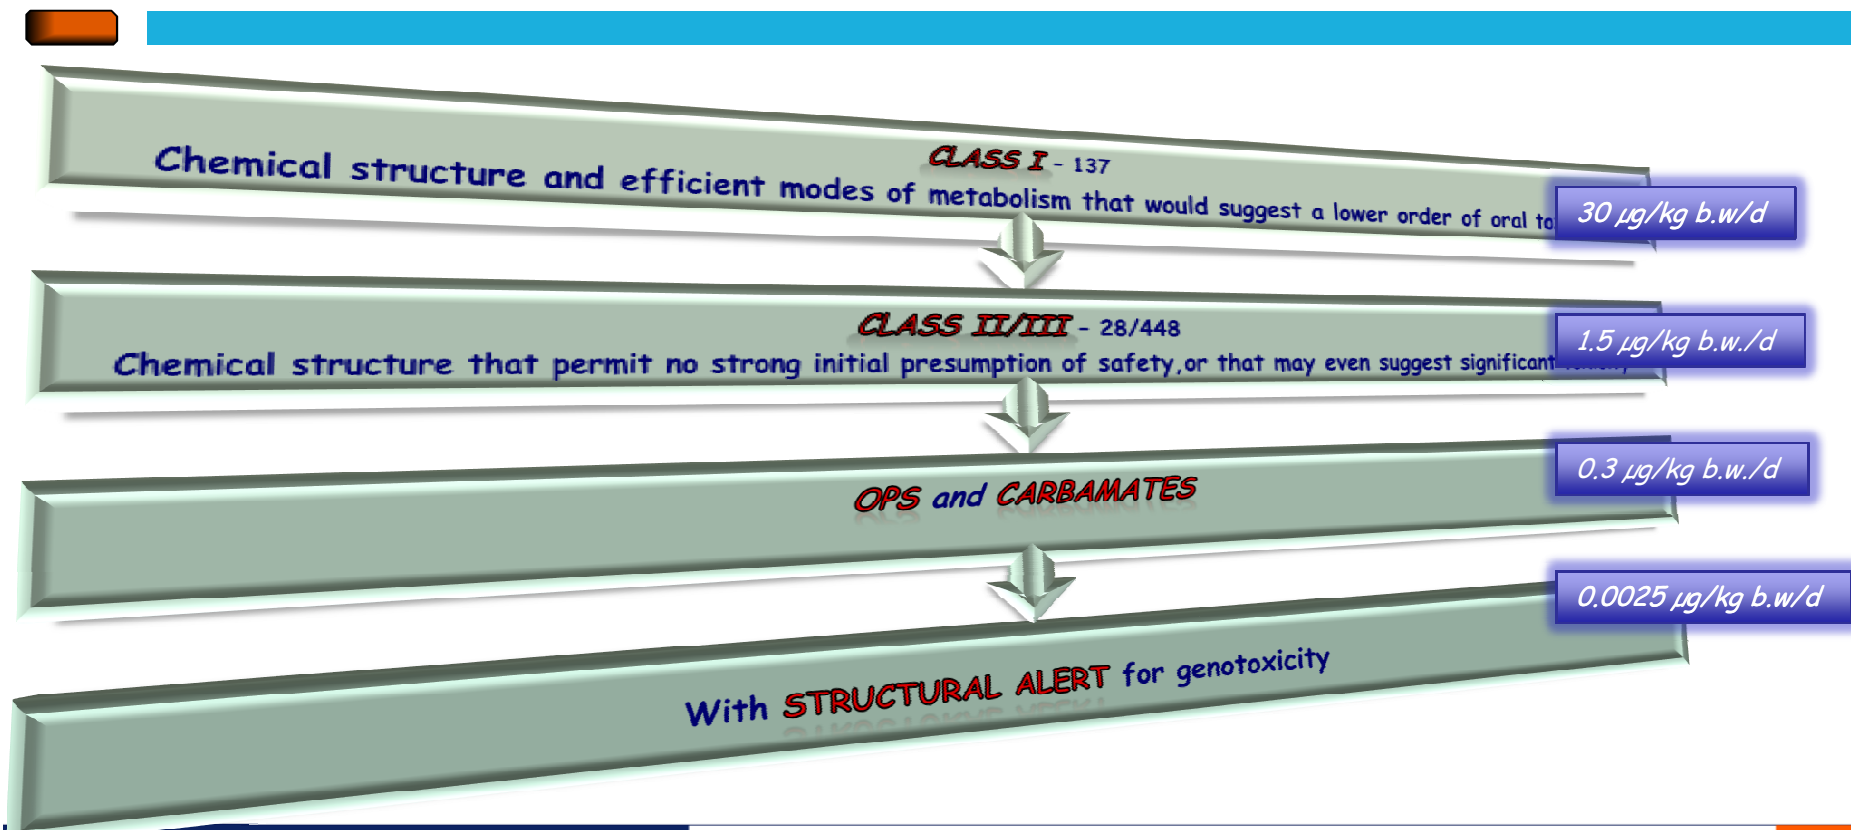 CLASS I - 137
Chemical structure and efficient modes of metabolism that would suggest a lower order of oral
30 µg/kg b.w/d
CLASS II/III - 28/448
Chemical structure that permit no strong initial presumption of safety,or that may even suggest significant
1.5 µg/kg b.w./d
OPS and CARBAMATES
0.3 µg/kg b.w./d
0.0025 µg/kg b.w/d
With STRUCTURAL ALERT for genotoxicity